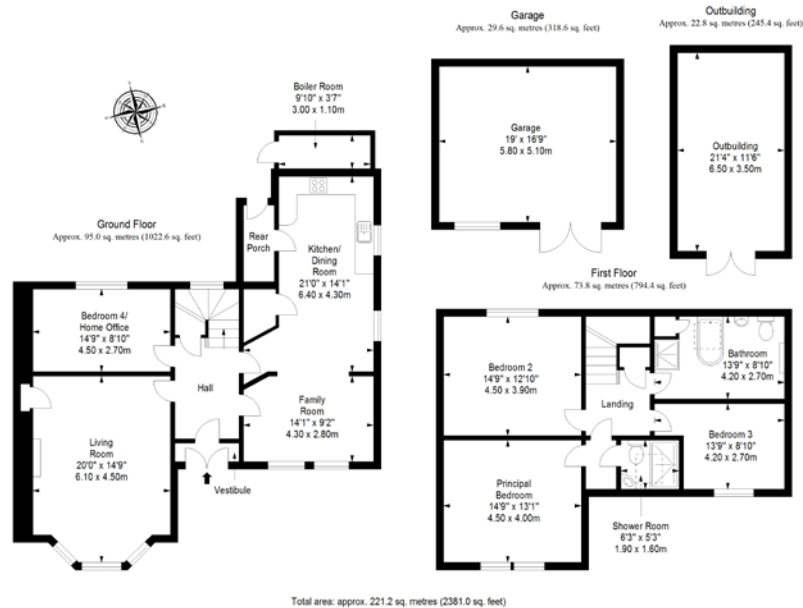 Garage
Approx. 29.6 sq. metres (318.6 sq. feet)
Outbuilding
Approx. 22.8 sq. metres (245.4 sq. feet)
Boiler Room
9'10" x 3'7"
3.00 x 1.10m
Garage
19' x 16'9"
5.80 x 5.10m
Outbuilding
21'4" x 11'6"
6.50 x 3.50m
Ground Floor
Approx. 95.0 sq. metres (1022.6 sq. feet)
Rear
Porch
Kitchen/
Dining
Room
21'0" x 14'1"
6.40 x 4.30m
First Floor
Approx. 73.8 sq. metres (794.4 sq. feet)
Bedroom 4/
Home Office
14'9" x 8'10"
4.50 x 2.70m
Hall
Family
Room
14'1" x 9'2"
4.30 x 2.80m
Living
Room
20'0" x 14'9"
6.10 x 4.50m
Vestibule
Bedroom 2
14'9" x 12'10"
4.50 x 3.90m
Landing
Bathroom
13'9" x 8'10"
4.20 x 2.70m
Bedroom 3
13'9" x 8'10"
4.20 x 2.70m
Principal
Bedroom
14'9" x 13'1"
4.50 x 4.00m
Shower Room
6'3" x 5'3"
1.90 x 1.60m
Total area: approx. 221.2 sq. metres (2381.0 sq. feet)